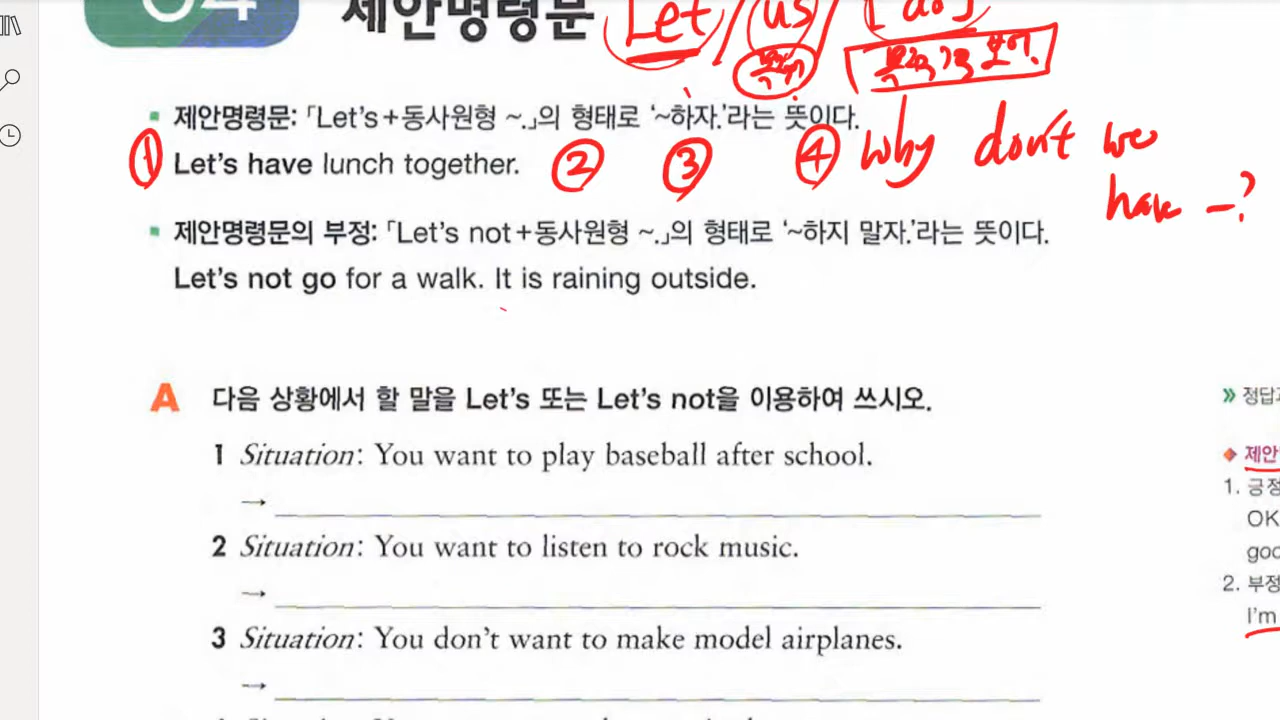 04 제안명령문 Let / us / [do]
목적어 목적격 보어.
제안명령문: 「Let's+동사원형 ~.」의 형태로 '~하자.'라는 뜻이다.
① Let's have lunch together. ② ③ ④ why don't we
have -?
제안명령문의 부정: 「Let's not+동사원형 ~.」의 형태로 '~하지 말자.'라는 뜻이다.
Let's not go for a walk. It is raining outside.
A 다음 상황에서 할 말을 Let's 또는 Let's not을 이용하여 쓰시오.
1 Situation: You want to play baseball after school.
→
2 Situation: You want to listen to rock music.
→
3 Situation: You don't want to make model airplanes.
→
» 정답과
제안
1. 긍정
OK
goo
2. 부정
I'm